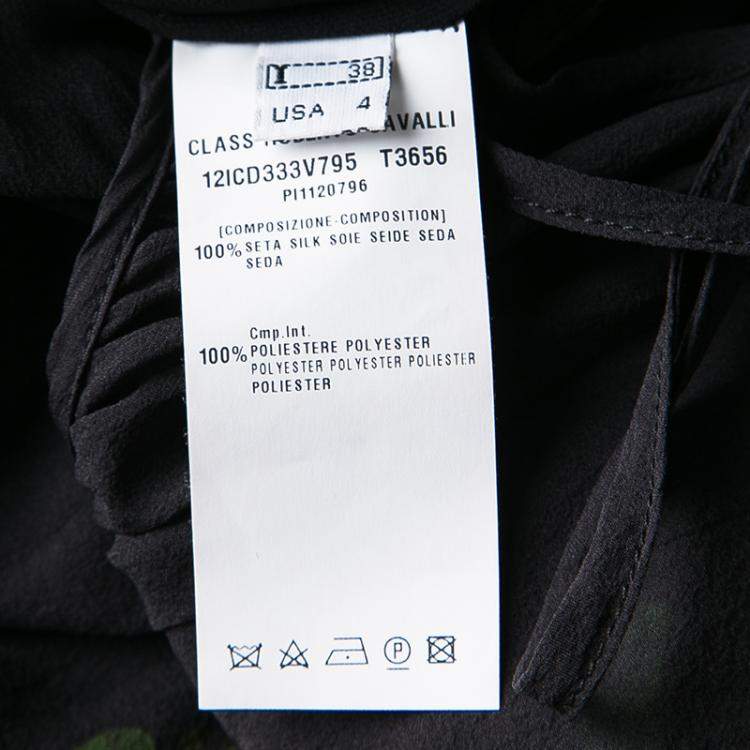 38
USA 4
CLASS CAVALLI
12ICD333V795 T3656
PI1120796
[COMPOSIZIONE-COMPOSITION]
100% SETA SILK SOIE SEIDE SEDA
SEDA
Cmp.Int.
100% POLIESTERE POLYESTER
POLYESTER POLYESTER POLIESTER
POLIESTER
P